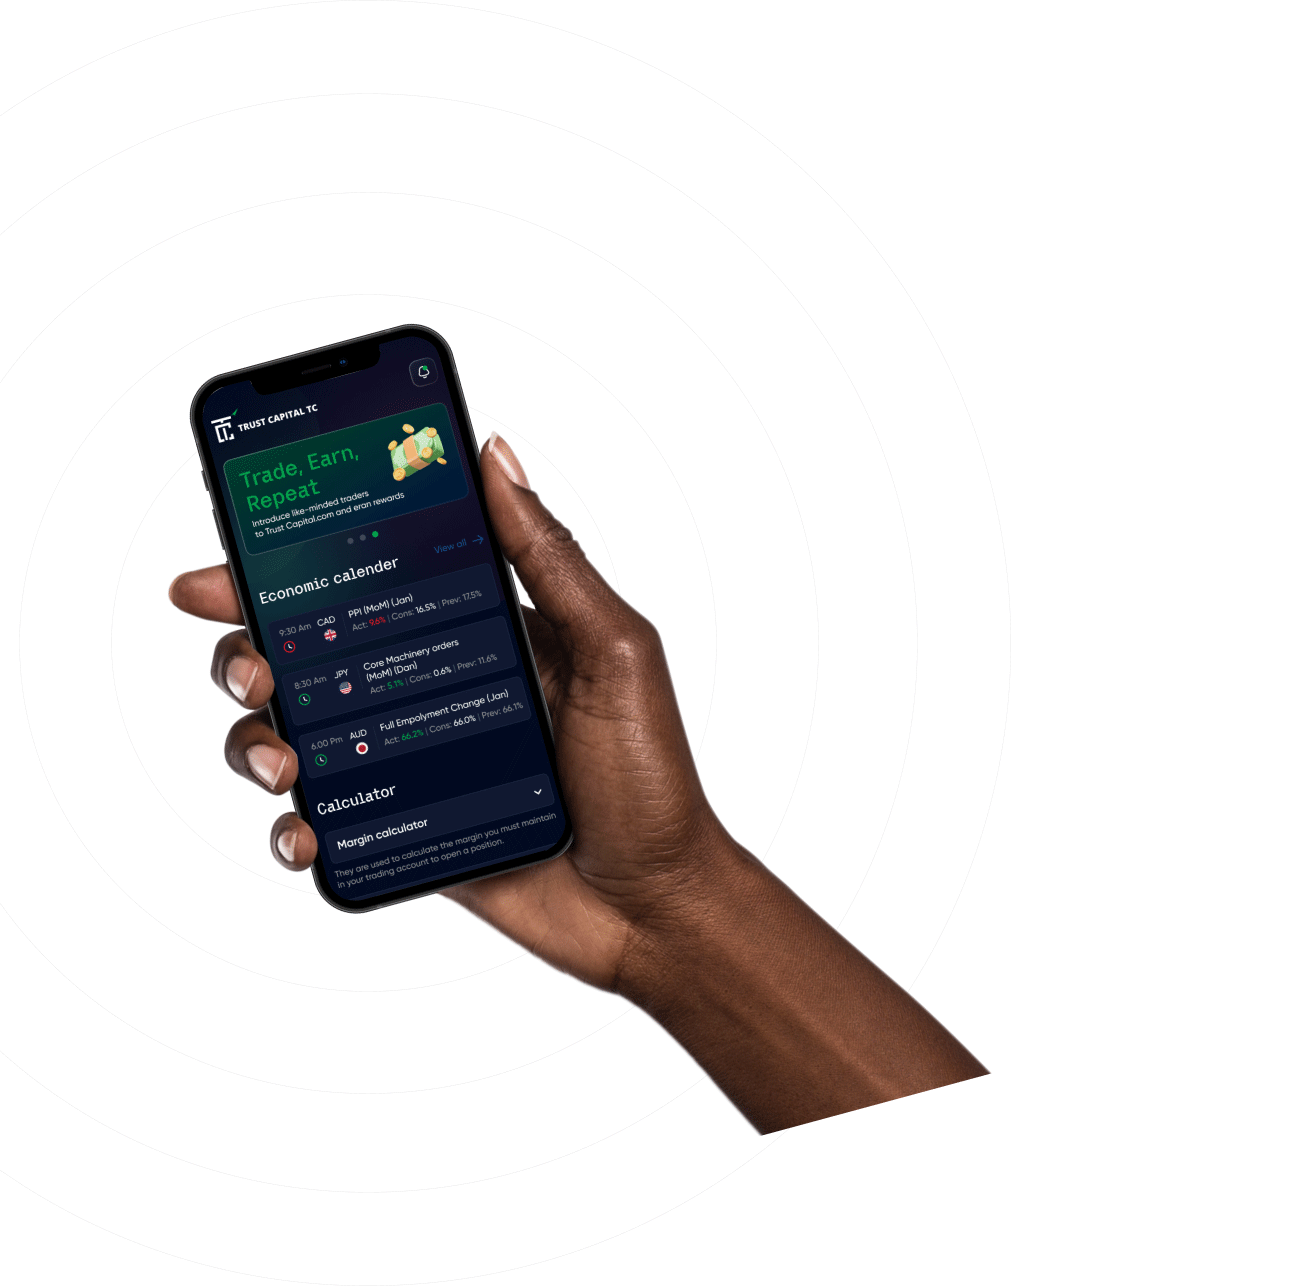 TRUST CAPITAL TC
Trade, Earn,
Repeat
Introduce like-minded traders
to Trust Capital.com and eran rewards
Economic calender
View all
9:30 Am
CAD
PPI (MoM) (Jan)
Act: 9.6% | Cons: 16.5% | Prev: 17.5%
8:30 Am
JPY
Core Machinery orders
(MoM) (Dan)
Act: 5.1% | Cons: 0.6% | Prev: 11.6%
6.00 Pm
AUD
Full Empolyment Change (Jan)
Act: 66.2% | Cons: 66.0% | Prev: 66.1%
Calculator
Margin calculator
They are used to calculate the margin you must maintain
in your trading account to open a position.